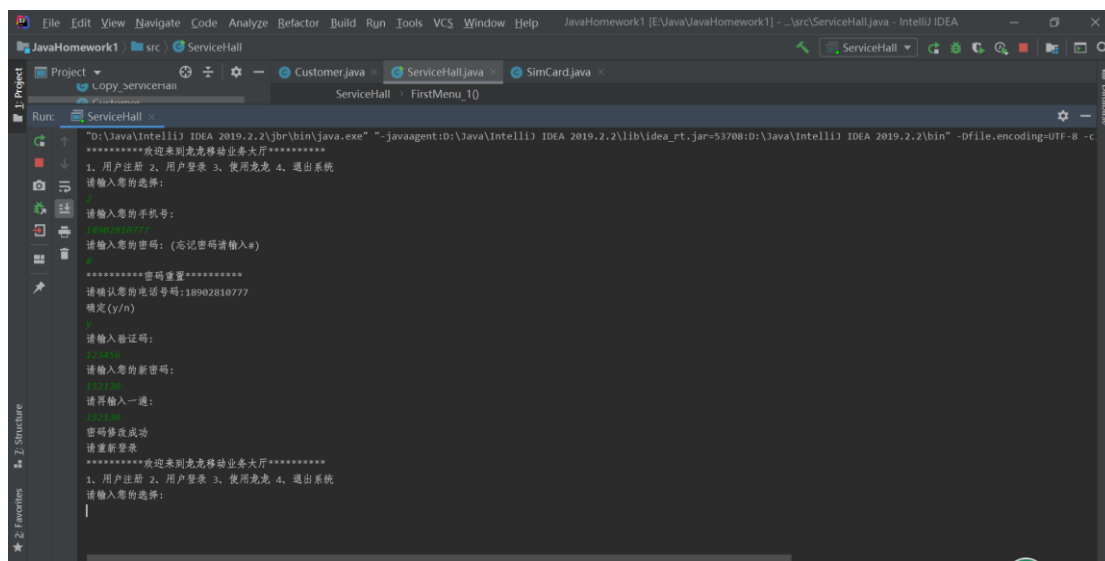 File Edit View Navigate Code Analyze Refactor Build Run Tools VCS Window Help JavaHomework1 [E:\Java\JavaHomework1] - ...\src\ServiceHall.java - IntelliJ IDEA
JavaHomework1 src ServiceHall ServiceHall
1: Project Project Customer.java ServiceHall.java SimCard.java
Copy_ServiceHall
Customer ServiceHall FirstMenu_1()
Run: ServiceHall
"D:\Java\IntelliJ IDEA 2019.2.2\jbr\bin\java.exe" "-javaagent:D:\Java\IntelliJ IDEA 2019.2.2\lib\idea_rt.jar=53708:D:\Java\IntelliJ IDEA 2019.2.2\bin" -Dfile.encoding=UTF-8 -c
**********欢迎来到龙龙移动业务大厅**********
1、用户注册 2、用户登录 3、使用龙龙 4、退出系统
请输入您的选择:
2
请输入您的手机号:
18902810777
请输入您的密码: (忘记密码请输入#)
#
**********密码重置**********
请确认您的电话号码:18902810777
确定(y/n)
y
请输入验证码:
123456
请输入您的新密码:
152130
请再输入一遍:
152130
密码修改成功
请重新登录
**********欢迎来到龙龙移动业务大厅**********
1、用户注册 2、用户登录 3、使用龙龙 4、退出系统
请输入您的选择:
7: Structure
2: Favorites